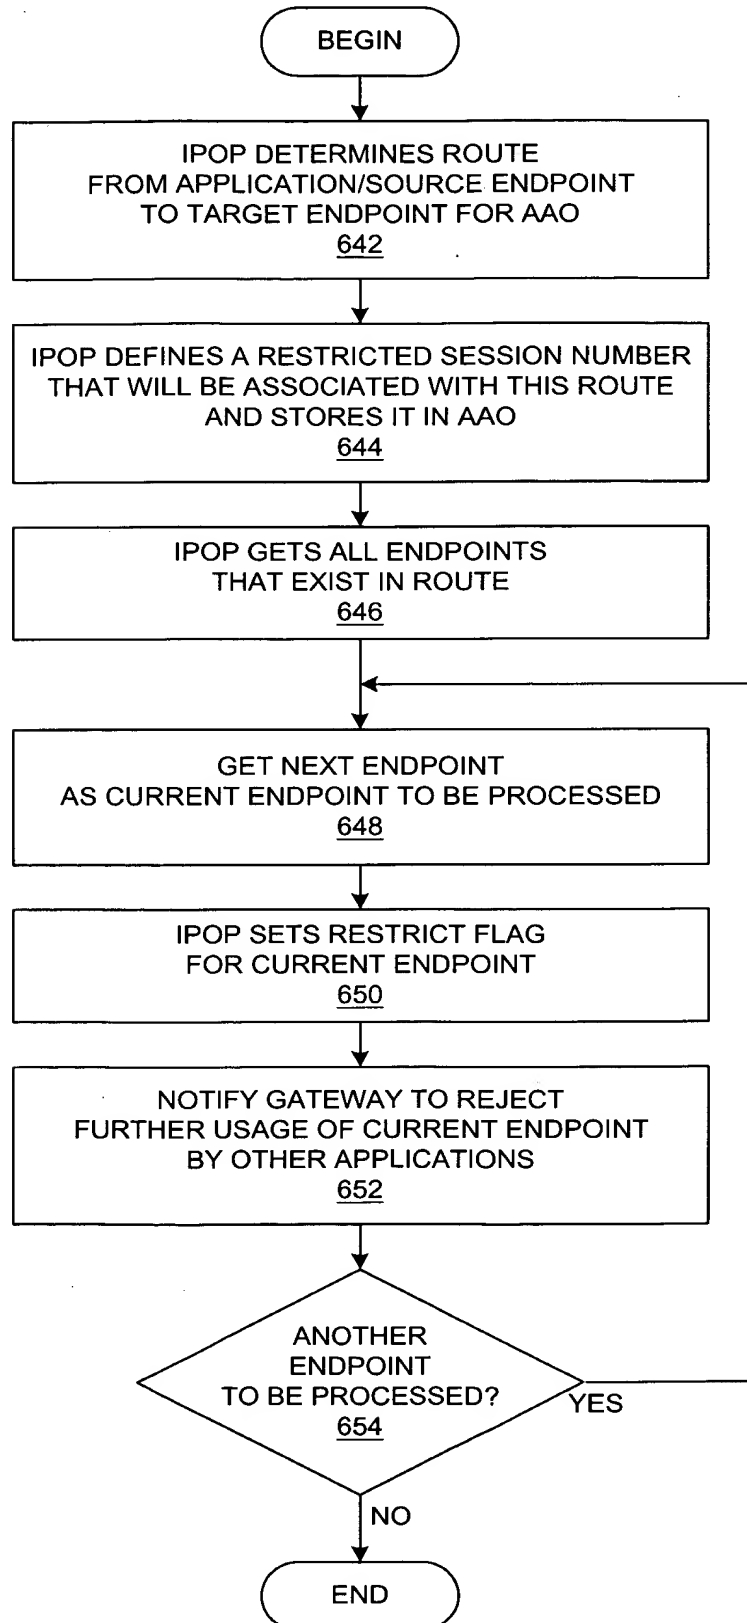 BEGIN
IPOP DETERMINES ROUTE
FROM APPLICATION/SOURCE ENDPOINT
TO TARGET ENDPOINT FOR AAO
642
IPOP DEFINES A RESTRICTED SESSION NUMBER
THAT WILL BE ASSOCIATED WITH THIS ROUTE
AND STORES IT IN AAO
644
IPOP GETS ALL ENDPOINTS
THAT EXIST IN ROUTE
646
GET NEXT ENDPOINT
AS CURRENT ENDPOINT TO BE PROCESSED
648
IPOP SETS RESTRICT FLAG
FOR CURRENT ENDPOINT
650
NOTIFY GATEWAY TO REJECT
FURTHER USAGE OF CURRENT ENDPOINT
BY OTHER APPLICATIONS
652
ANOTHER
ENDPOINT
TO BE PROCESSED?
654
YES
NO
END